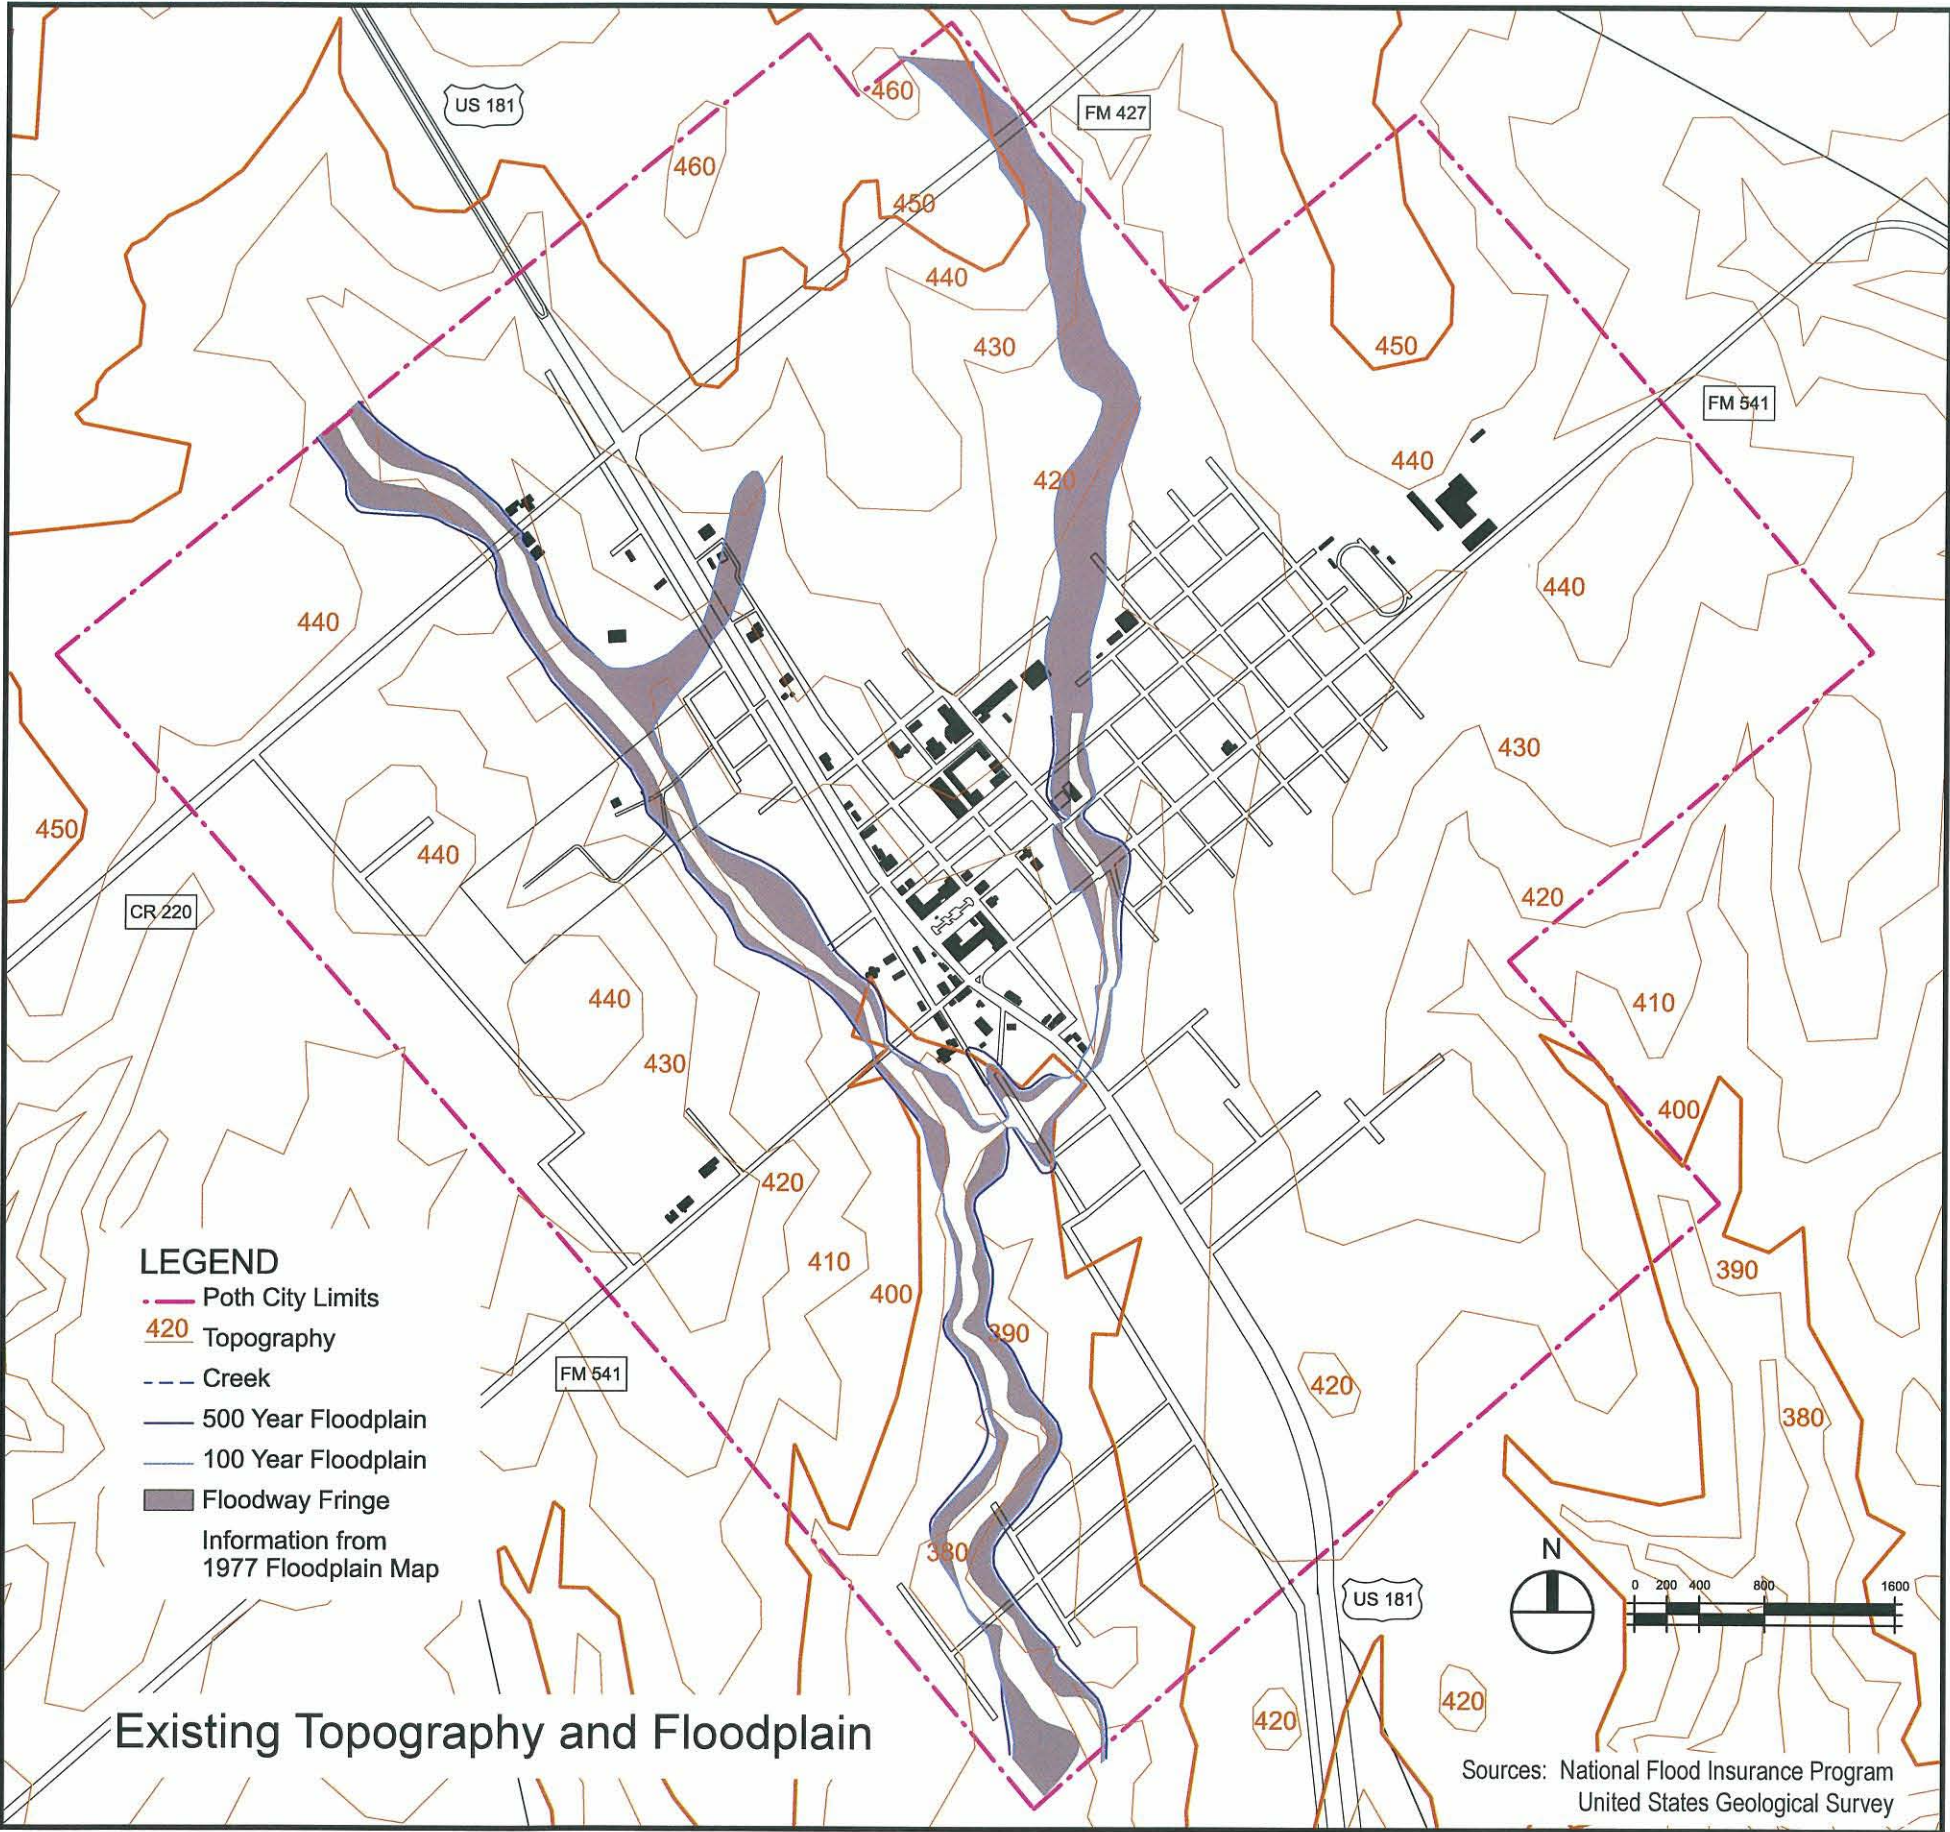 US 181
460
FM 427
460
450
440
430
450
FM 541
440
420
440
440
430
450
440
CR 220
420
440
410
430
400
420
390
410
400
390
420
380
380
LEGEND
Poth City Limits
420 Topography
Creek
500 Year Floodplain
100 Year Floodplain
Floodway Fringe
Information from
1977 Floodplain Map
FM 541
N
0 200 400 800 1600
US 181
420
420
Existing Topography and Floodplain
Sources: National Flood Insurance Program
United States Geological Survey